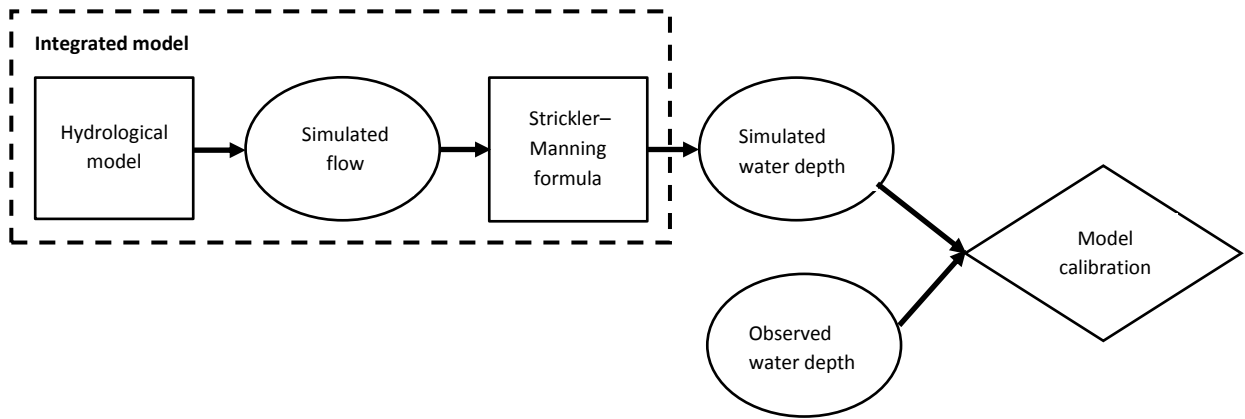 Integrated model
Hydrological
model
Simulated
flow
Strickler–
Manning
formula
Simulated
water depth
Observed
water depth
Model
calibration